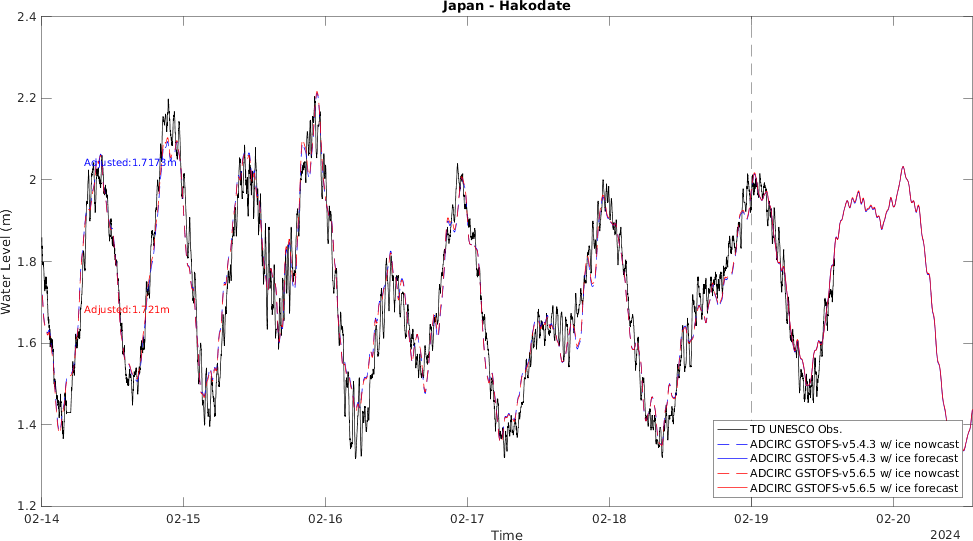 Japan - Hakodate
2.4
2.2
2
1.8
1.6
1.4
1.2
Water Level (m)
Adjusted:1.7173m
Adjusted:1.721m
TD UNESCO Obs.
ADCIRC GSTOFS-v5.4.3 w/ ice nowcast
ADCIRC GSTOFS-v5.4.3 w/ ice forecast
ADCIRC GSTOFS-v5.6.5 w/ ice nowcast
ADCIRC GSTOFS-v5.6.5 w/ ice forecast
02-14 02-15 02-16 02-17 02-18 02-19 02-20
Time
2024